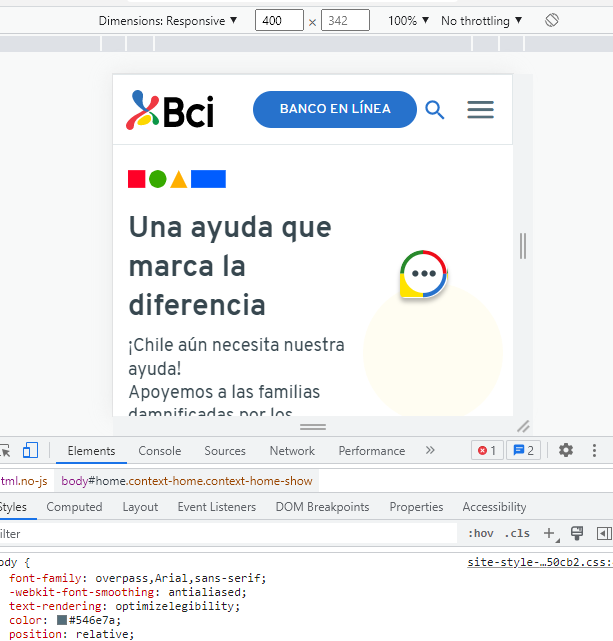 Dimensions: Responsive ▼ 400 × 342 100% ▼ No throttling ▼
Bci BANCO EN LÍNEA
Una ayuda que
marca la
diferencia
¡Chile aún necesita nuestra
ayuda!
Apoyemos a las familias
damnificadas por los
Elements Console Sources Network Performance » 1 2
tml.no-js body#home.context-home.context-home-show
Styles Computed Layout Event Listeners DOM Breakpoints Properties Accessibility
ilter :hov .cls +
ody { site-style-…50cb2.css:
font-family: overpass,Arial,sans-serif;
-webkit-font-smoothing: antialiased;
text-rendering: optimizelegibility;
color: #546e7a;
position: relative;